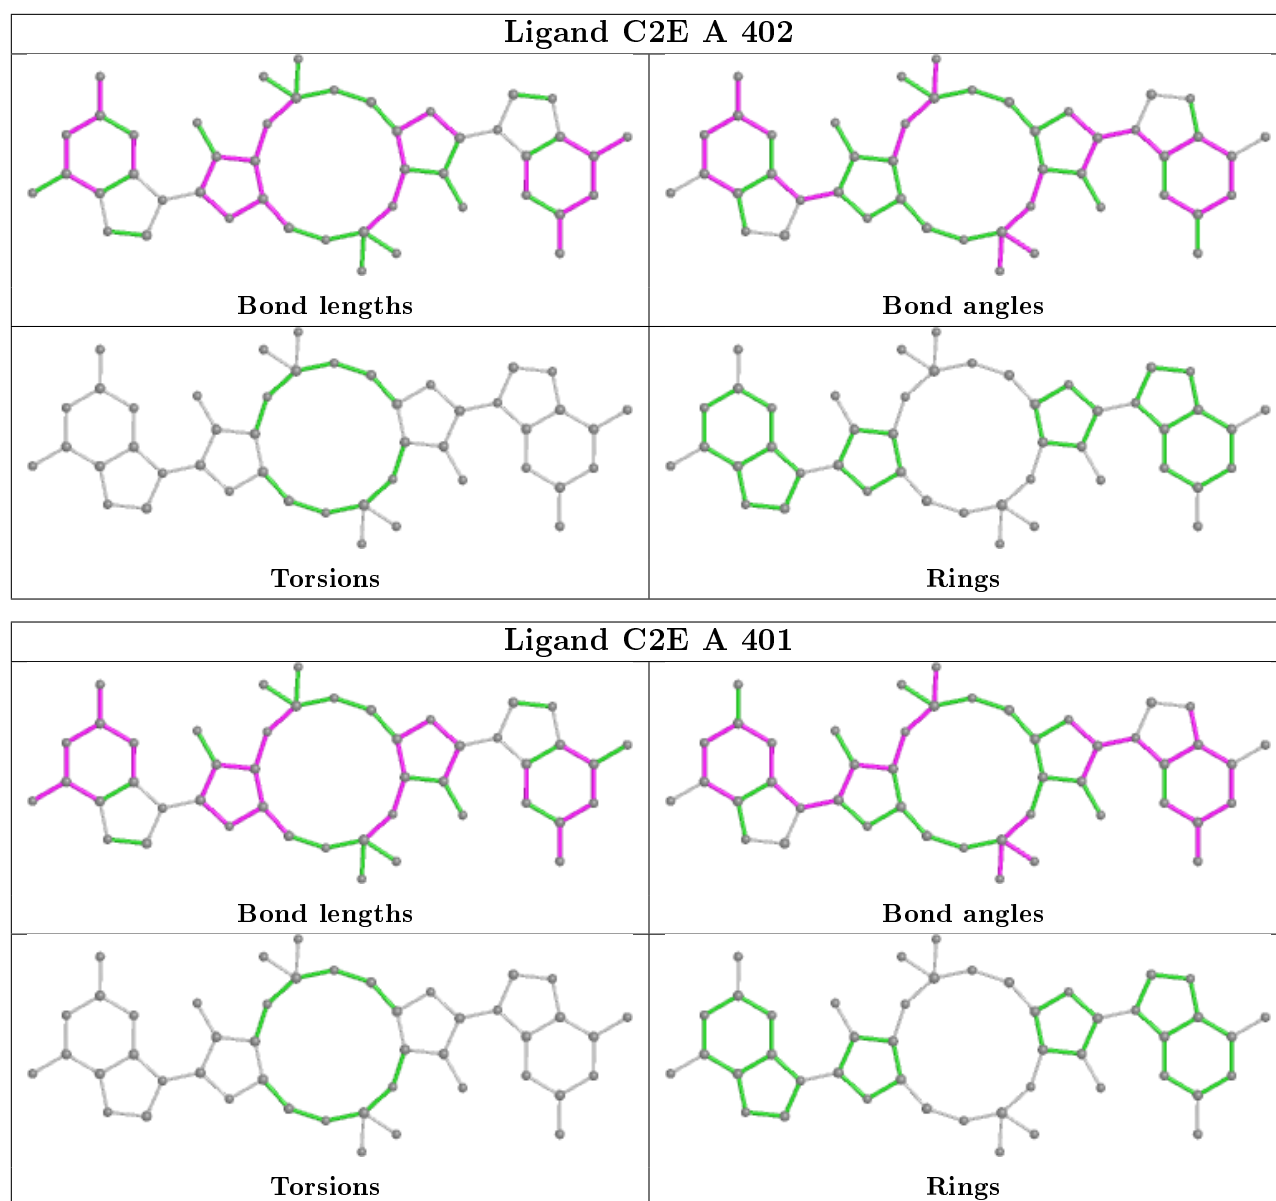 Ligand C2E A 402
Bond lengths
Bond angles
Torsions
Rings
Ligand C2E A 401
Bond lengths
Bond angles
Torsions
Rings